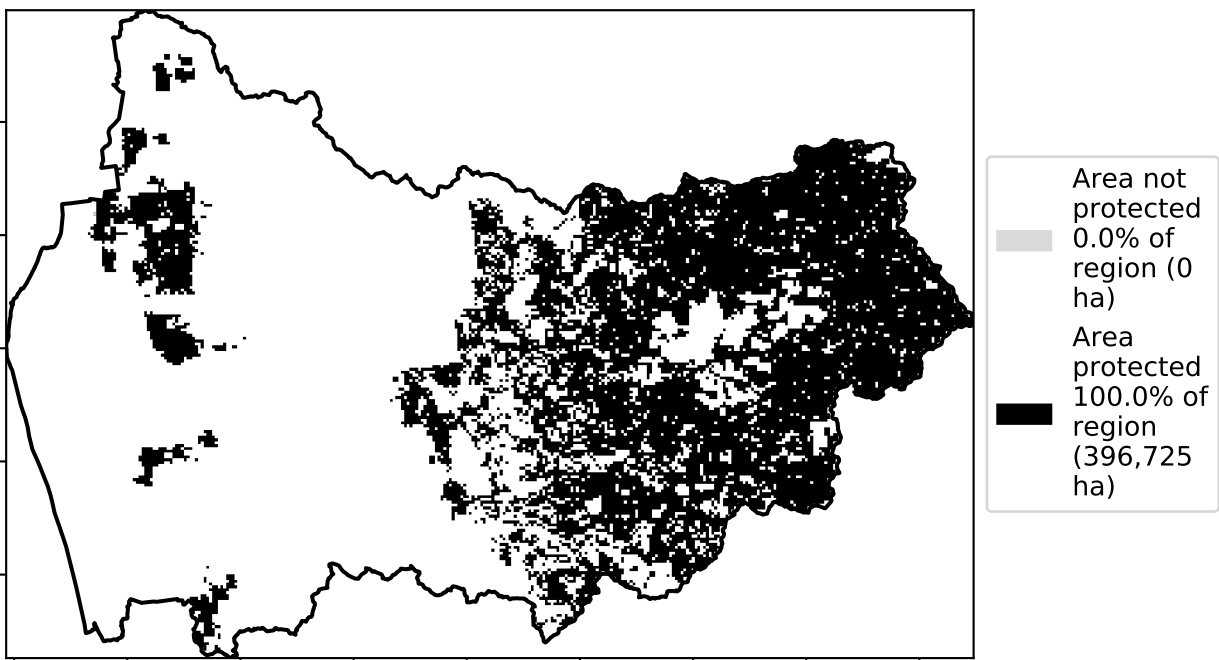 Area not
protected
0.0% of
region (0
ha)
Area
protected
100.0% of
region
(396,725
ha)